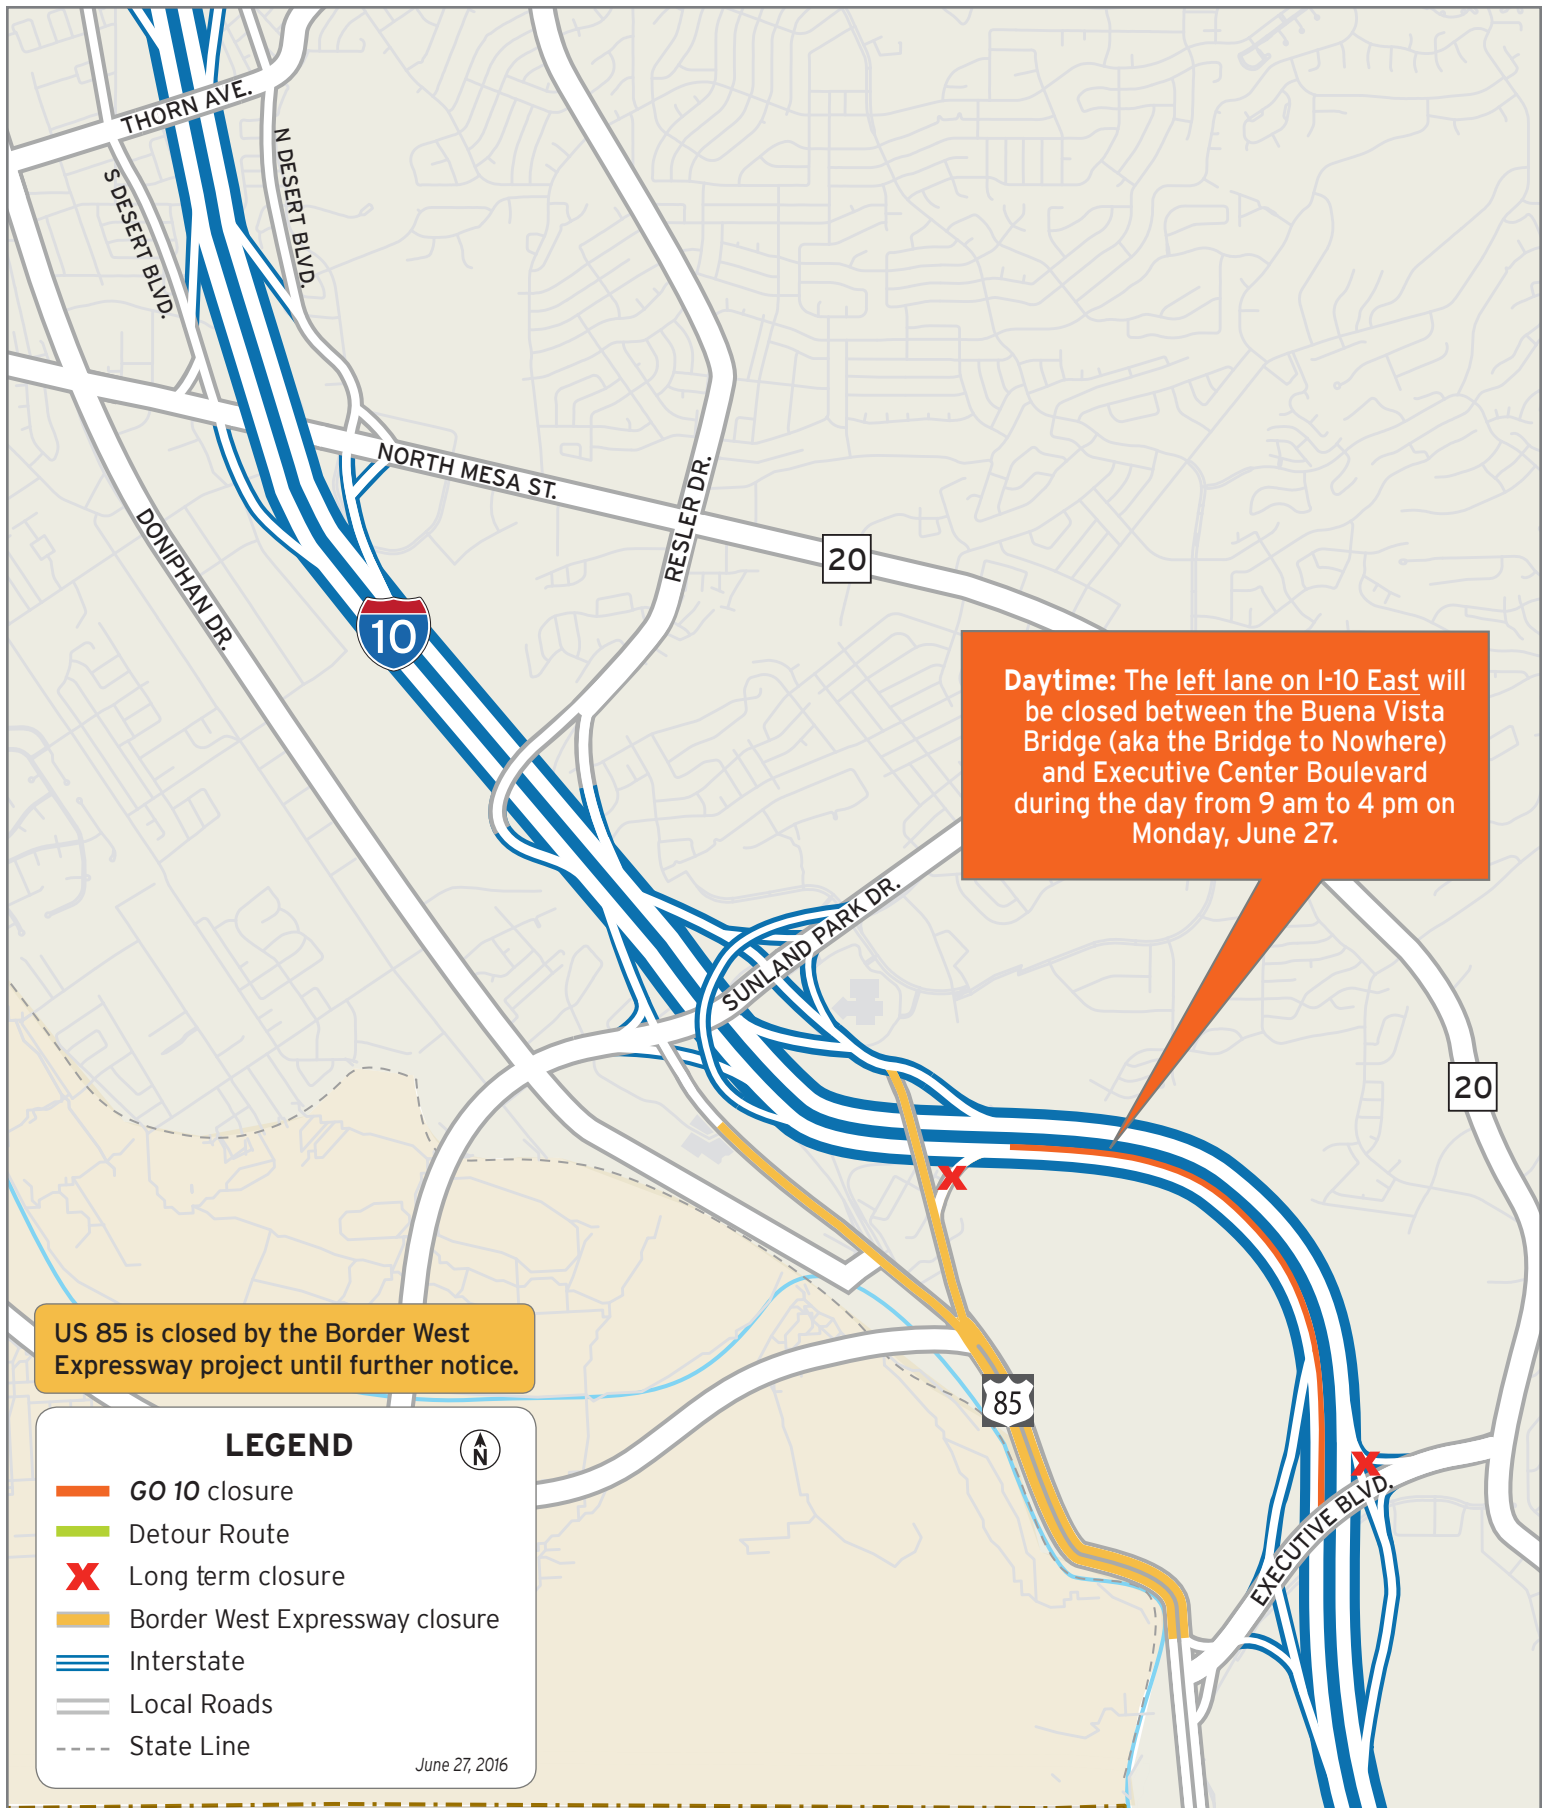 THORN AVE.
N DESERT BLVD.
S DESERT BLVD.
NORTH MESA ST.
DONIPHAN DR.
RESLER DR.
20
10
Daytime: The left lane on I-10 East will
be closed between the Buena Vista
Bridge (aka the Bridge to Nowhere)
and Executive Center Boulevard
during the day from 9 am to 4 pm on
Monday, June 27.
SUNLAND PARK DR.
20
US 85 is closed by the Border West
Expressway project until further notice.
85
EXECUTIVE BLVD.
LEGEND
N
GO 10 closure
Detour Route
X Long term closure
Border West Expressway closure
Interstate
Local Roads
State Line
June 27, 2016